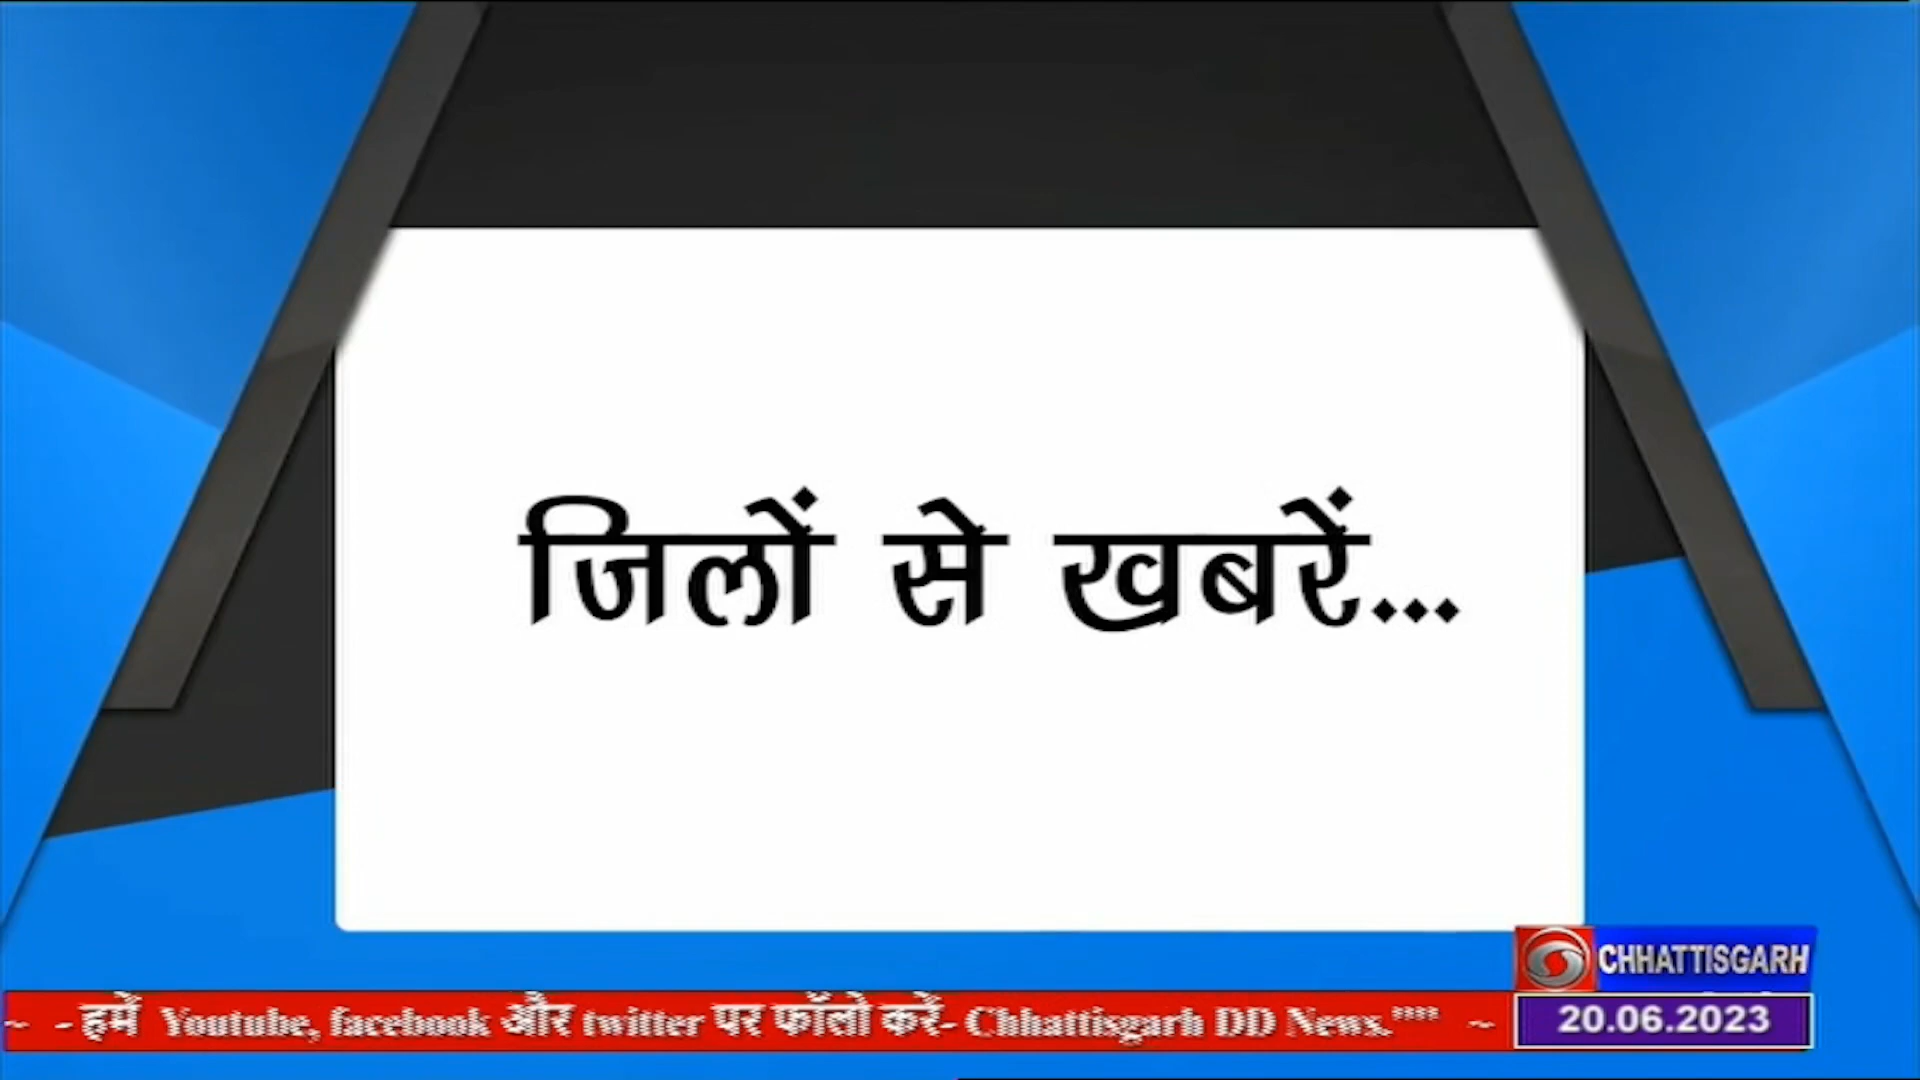 जिलों से खबरें...
CHHATTISGARH
~ - हमें Youtube, facebook और twitter पर फॉलो करें- Chhattisgarh DD News."" ~
20.06.2023